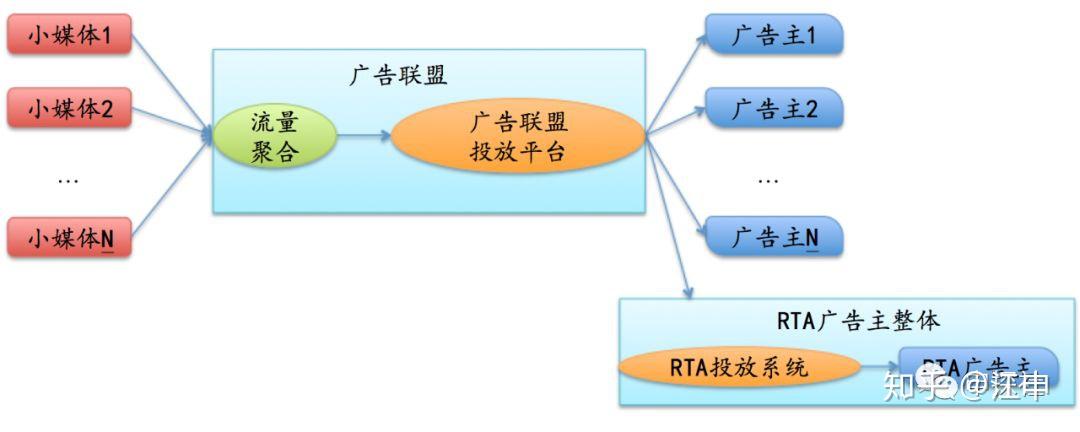 小媒体1
小媒体2
...
小媒体N
广告联盟
流量
聚合
广告联盟
投放平台
广告主1
广告主2
...
广告主N
RTA广告主整体
RTA投放系统
RTA广告主
知乎 @江申